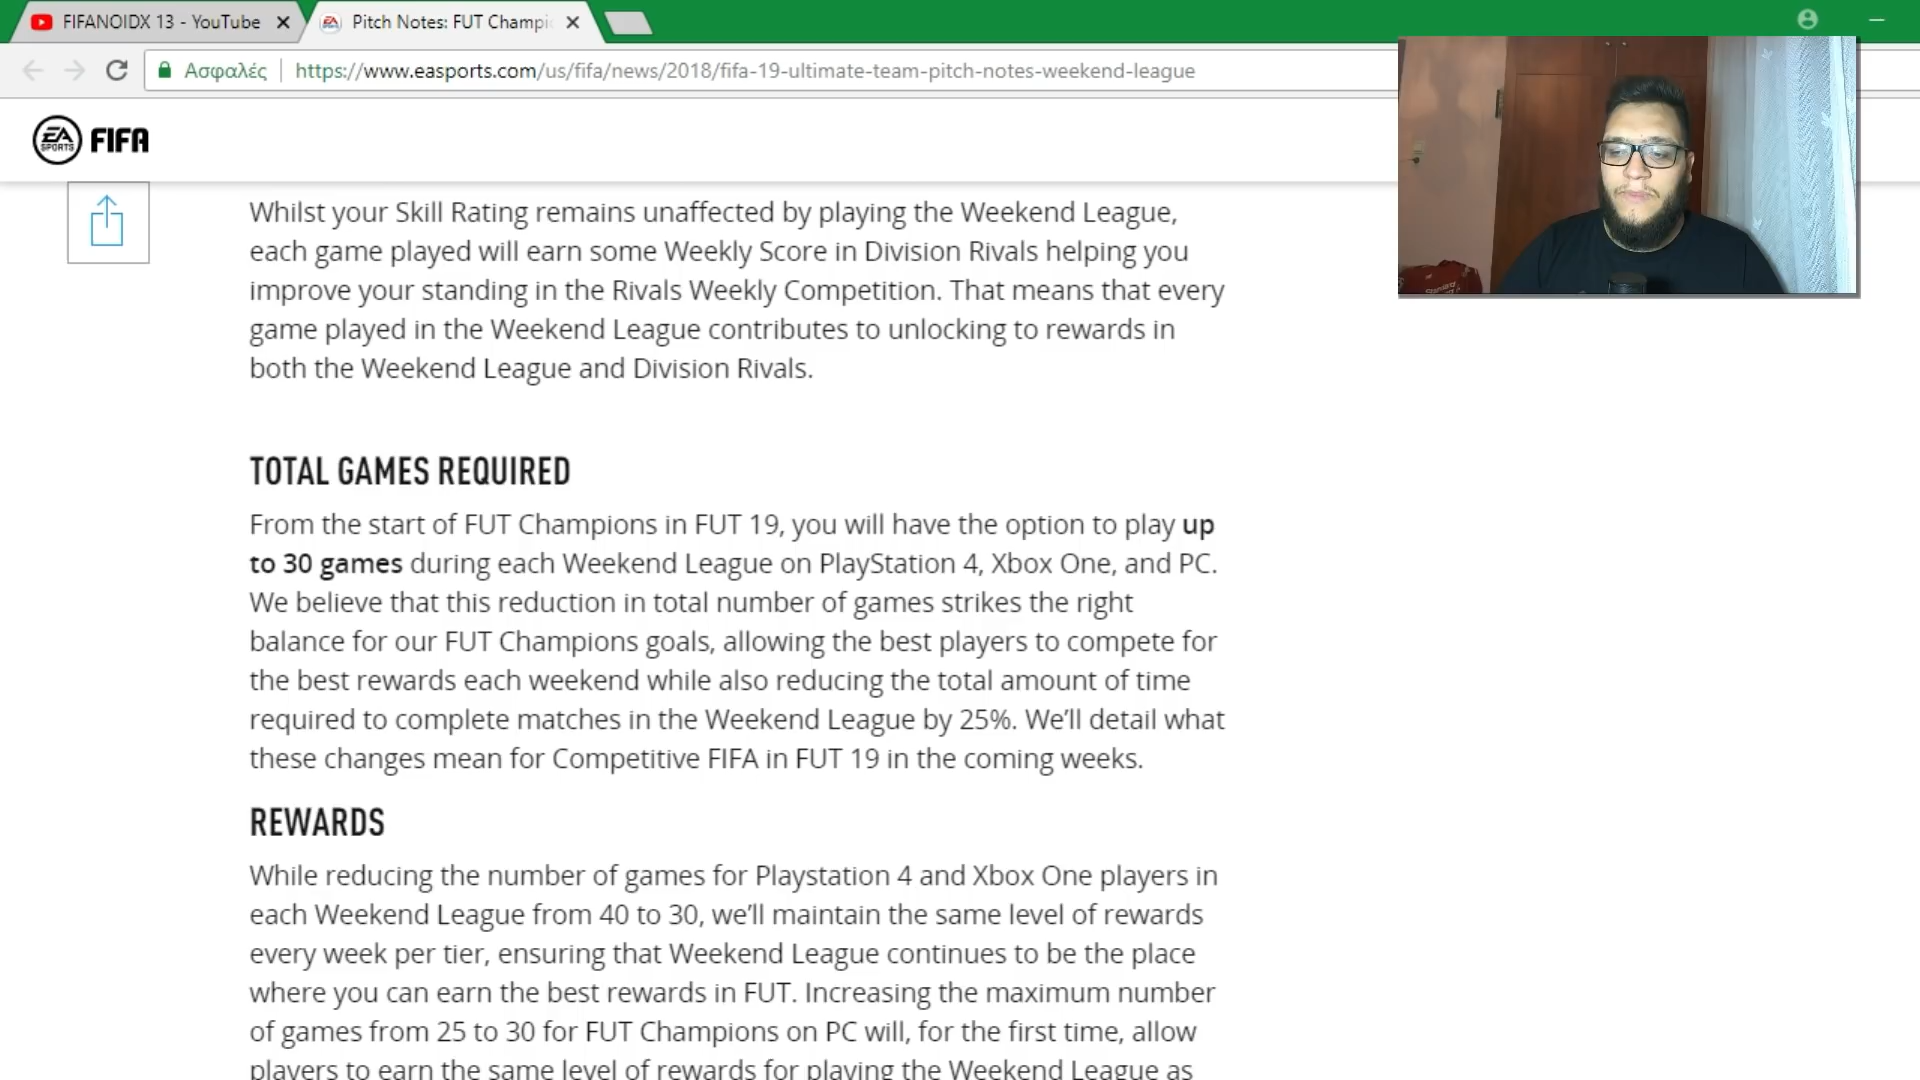 FIFANOIDX 13 - YouTube
Pitch Notes: FUT Champi
Ασφαλές
https://www.easports.com/us/fifa/news/2018/fifa-19-ultimate-team-pitch-notes-weekend-league
EA SPORTS FIFA
Whilst your Skill Rating remains unaffected by playing the Weekend League,
each game played will earn some Weekly Score in Division Rivals helping you
improve your standing in the Rivals Weekly Competition. That means that every
game played in the Weekend League contributes to unlocking to rewards in
both the Weekend League and Division Rivals.
TOTAL GAMES REQUIRED
From the start of FUT Champions in FUT 19, you will have the option to play up
to 30 games during each Weekend League on PlayStation 4, Xbox One, and PC.
We believe that this reduction in total number of games strikes the right
balance for our FUT Champions goals, allowing the best players to compete for
the best rewards each weekend while also reducing the total amount of time
required to complete matches in the Weekend League by 25%. We'll detail what
these changes mean for Competitive FIFA in FUT 19 in the coming weeks.
REWARDS
While reducing the number of games for Playstation 4 and Xbox One players in
each Weekend League from 40 to 30, we'll maintain the same level of rewards
every week per tier, ensuring that Weekend League continues to be the place
where you can earn the best rewards in FUT. Increasing the maximum number
of games from 25 to 30 for FUT Champions on PC will, for the first time, allow
players to earn the same level of rewards for playing the Weekend League as